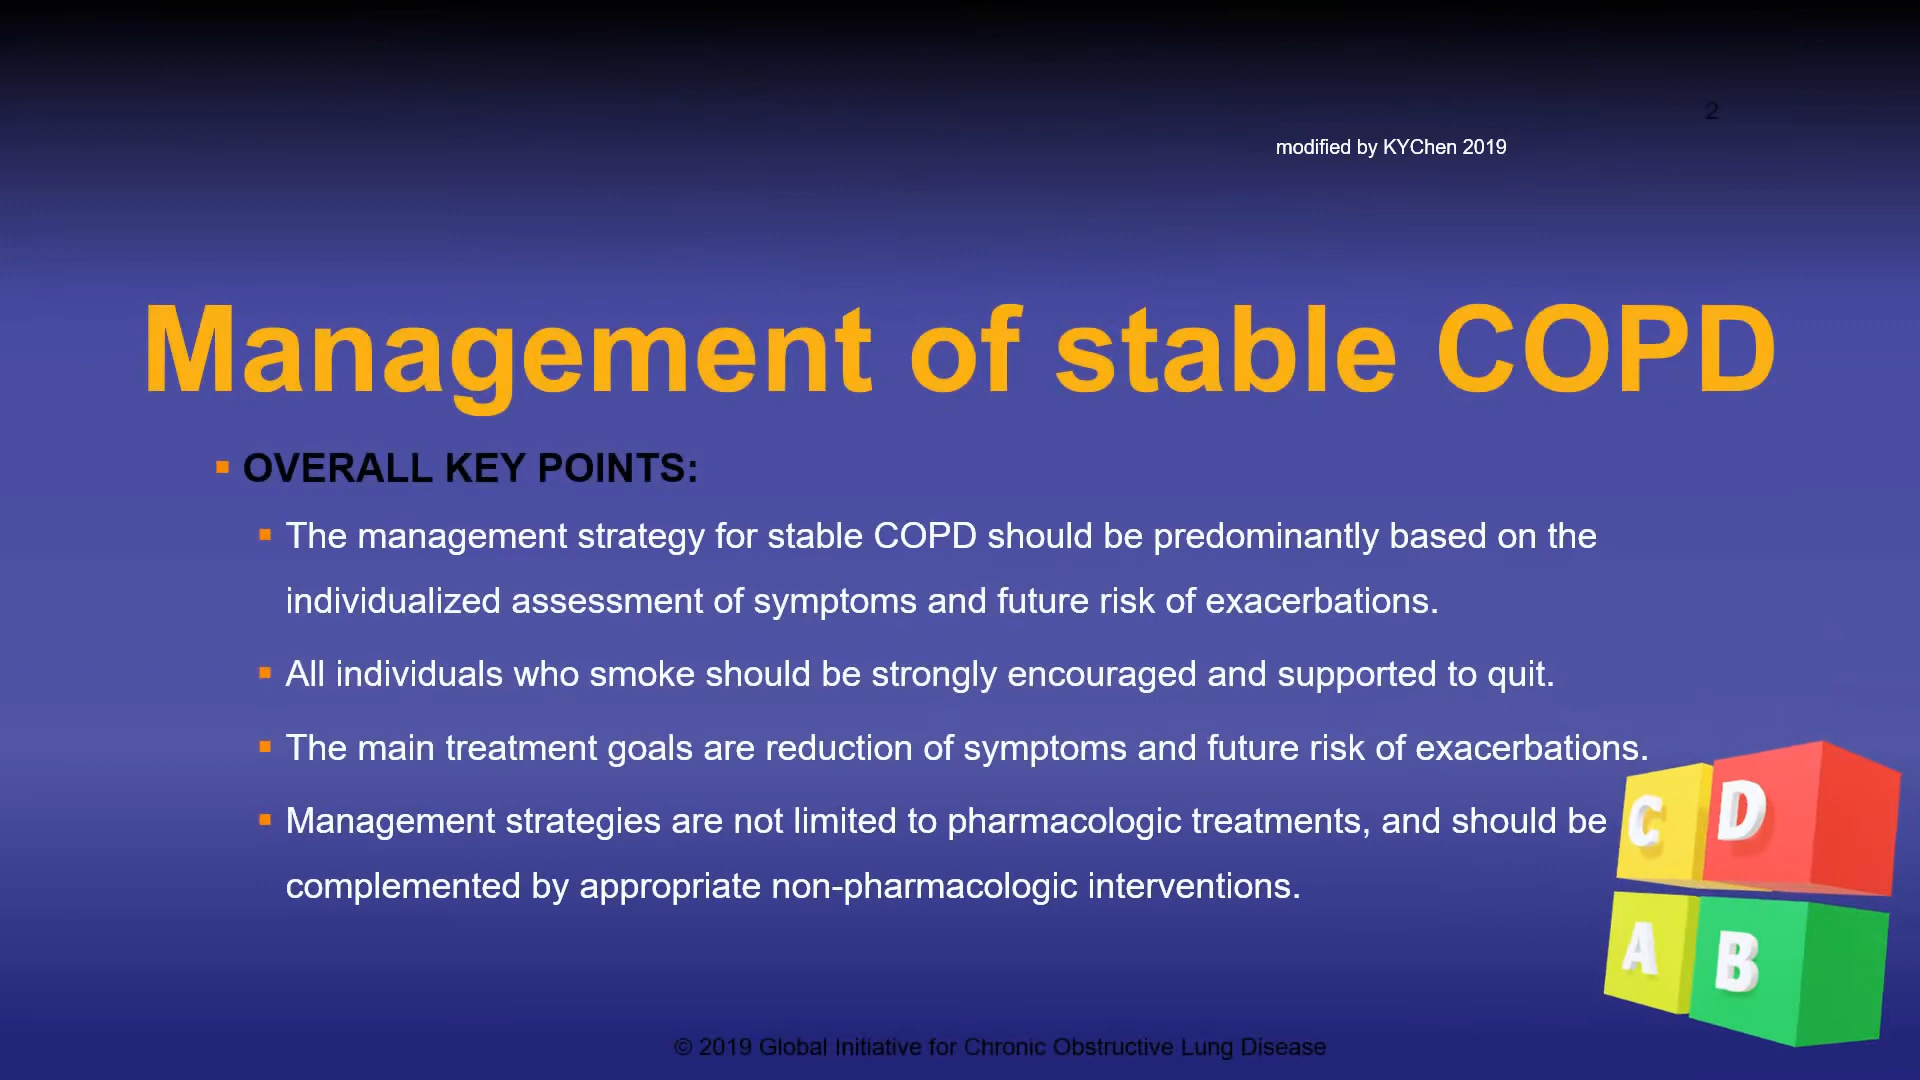 2
modified by KYChen 2019
Management of stable COPD
OVERALL KEY POINTS:
The management strategy for stable COPD should be predominantly based on the
individualized assessment of symptoms and future risk of exacerbations.
All individuals who smoke should be strongly encouraged and supported to quit.
The main treatment goals are reduction of symptoms and future risk of exacerbations.
Management strategies are not limited to pharmacologic treatments, and should be
complemented by appropriate non-pharmacologic interventions.
C D
A B
© 2019 Global Initiative for Chronic Obstructive Lung Disease